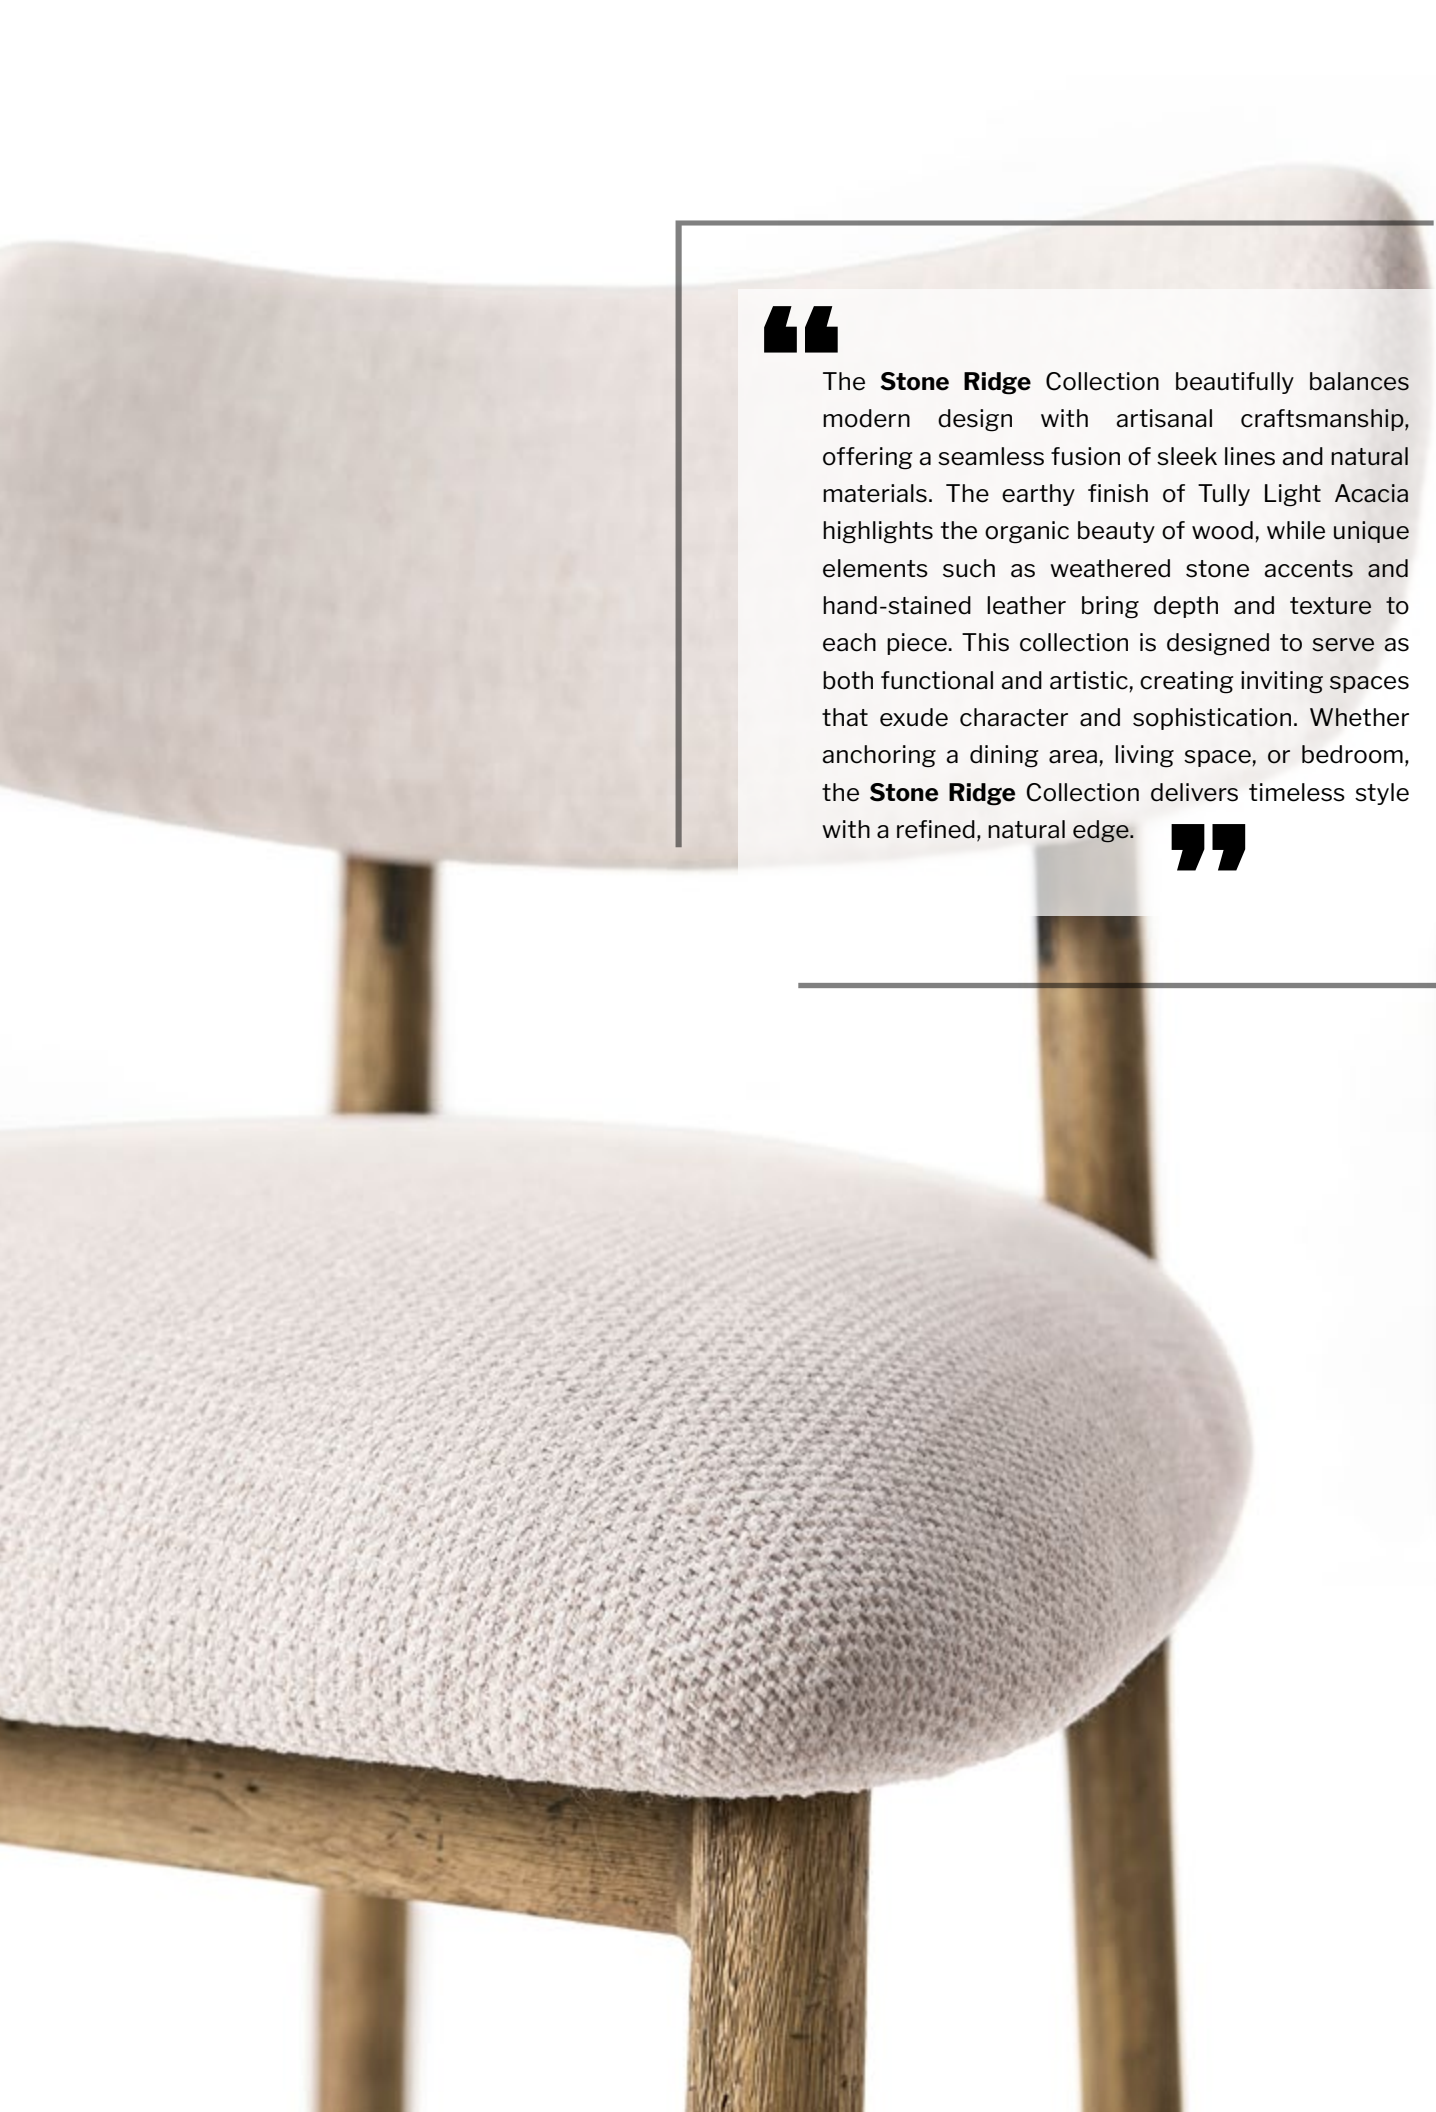 ❝
The Stone Ridge Collection beautifully balances
modern design with artisanal craftsmanship,
offering a seamless fusion of sleek lines and natural
materials. The earthy finish of Tully Light Acacia
highlights the organic beauty of wood, while unique
elements such as weathered stone accents and
hand-stained leather bring depth and texture to
each piece. This collection is designed to serve as
both functional and artistic, creating inviting spaces
that exude character and sophistication. Whether
anchoring a dining area, living space, or bedroom,
the Stone Ridge Collection delivers timeless style
with a refined, natural edge. ❞